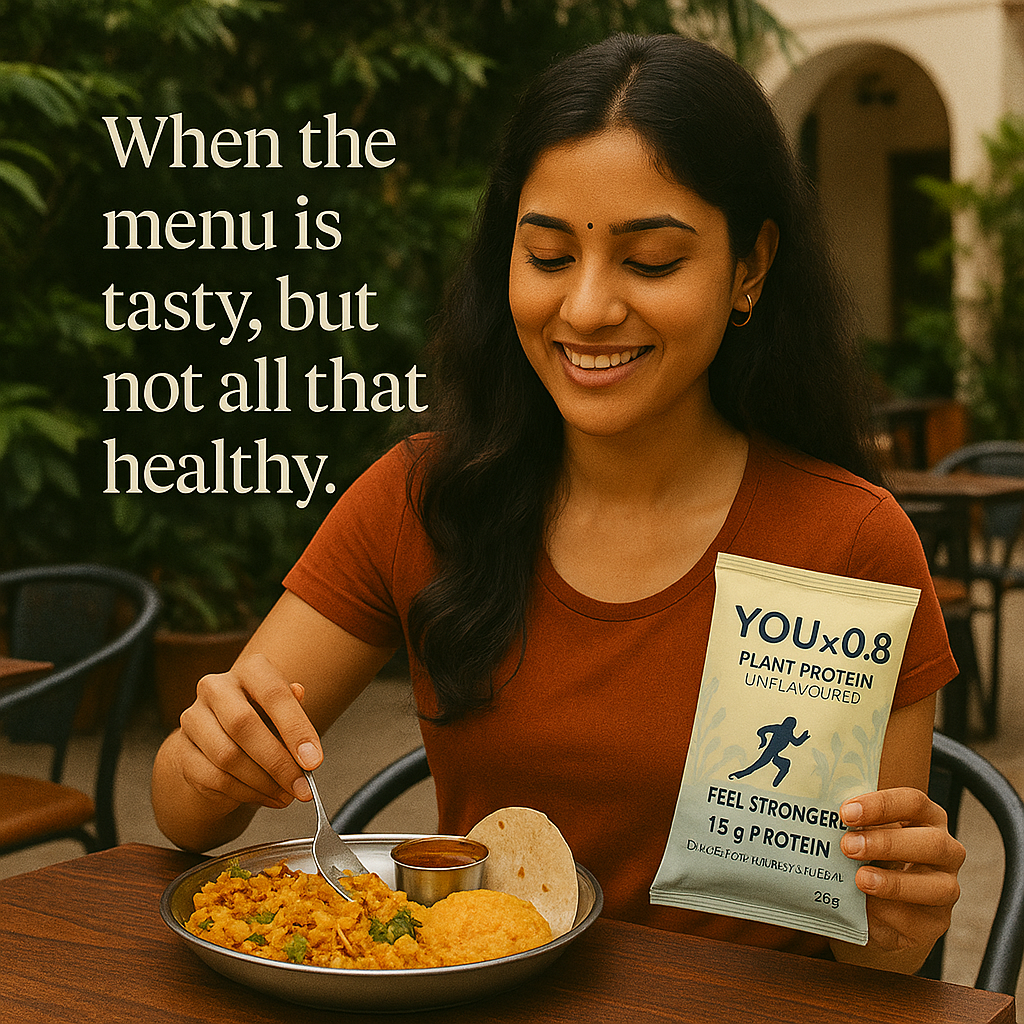 When the
menu is
tasty, but
not all that
healthy.
YOUx0.8
PLANT PROTEIN
UNFLAVOURED
FEEL STRONGER
15 g PROTEIN
26g